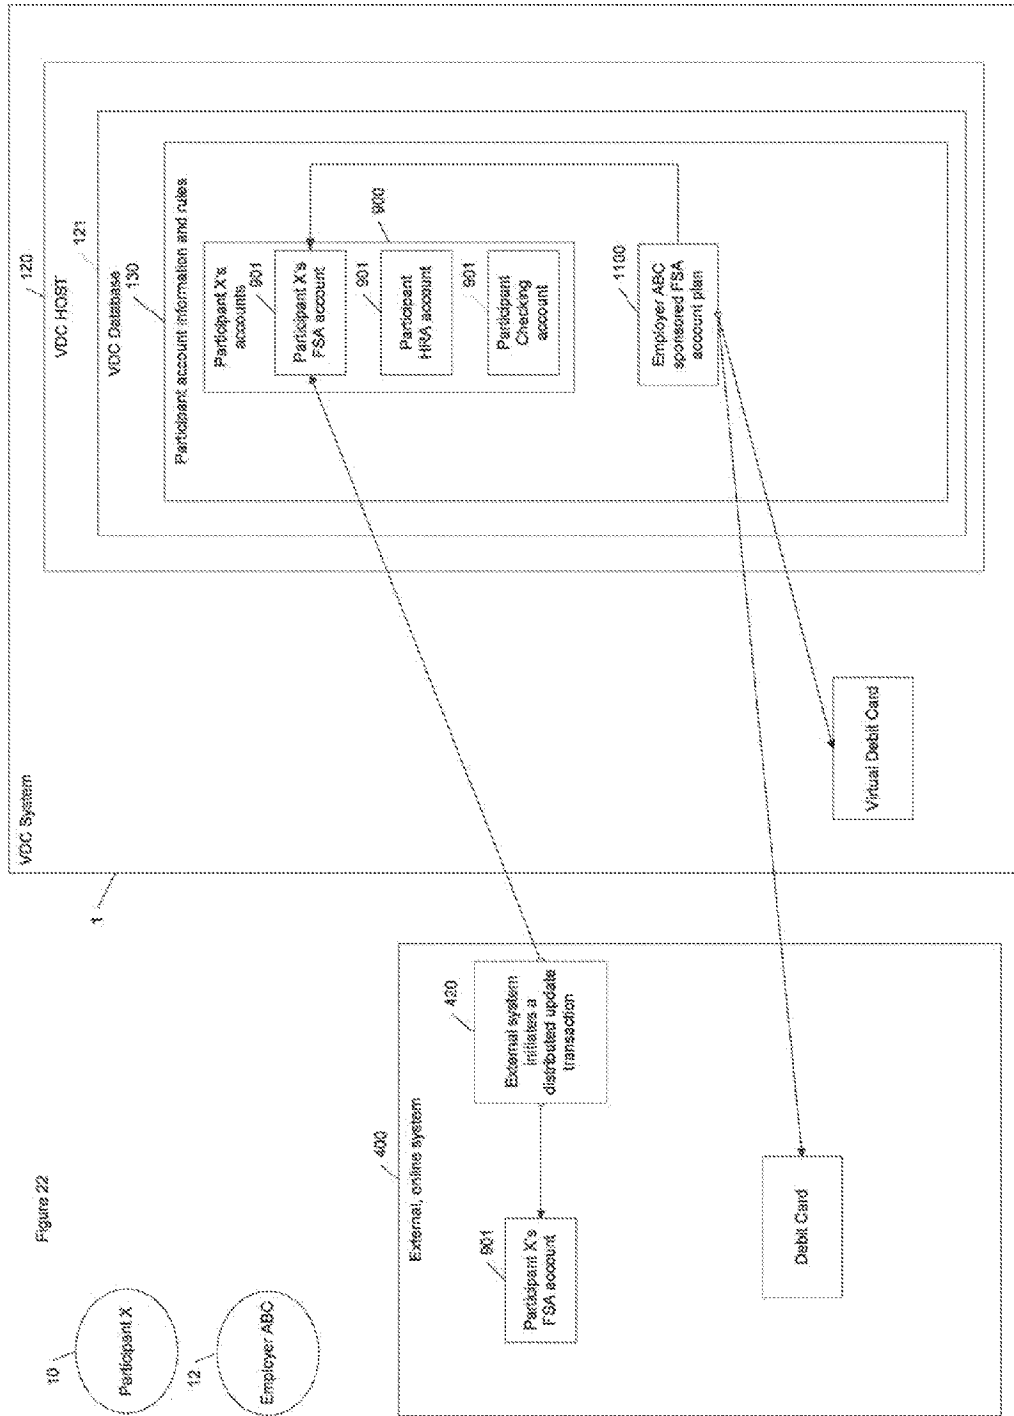 Figure 22
10
Participant X
12
Employer ABC
400
External, online system
901
Participant X's
FSA account
420
External system
initiates a
distributed update
transaction
Debit Card
1
VDC System
Virtual Debit Card
120
VDC HOST
121
VDC Database
130
Participant account information and rules
Participant X's
accounts
901
Participant X's
FSA account
900
901
Participant
HRA account
901
Participant
Checking
account
1100
Employer ABC
sponsored FSA
account plan